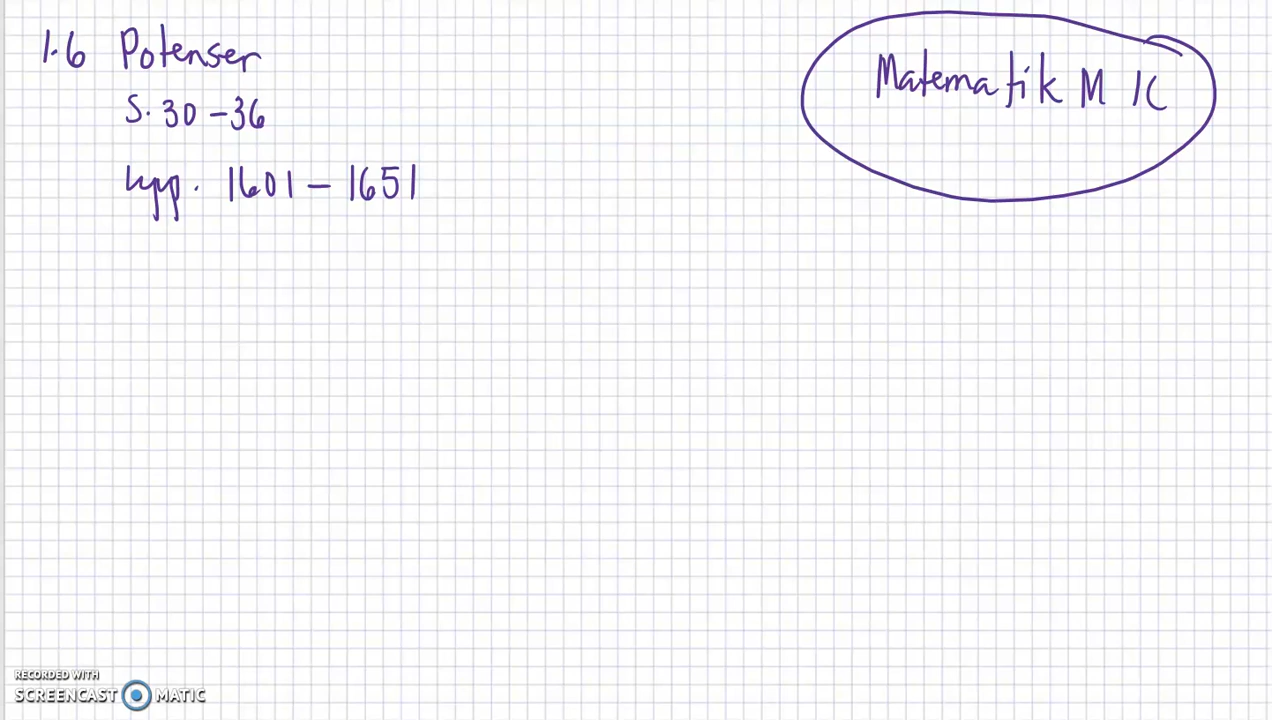 1.6 Potenser
S. 30-36
Upp. 1601 - 1651
Matematik M 1C
RECORDED WITH
SCREENCAST MATIC